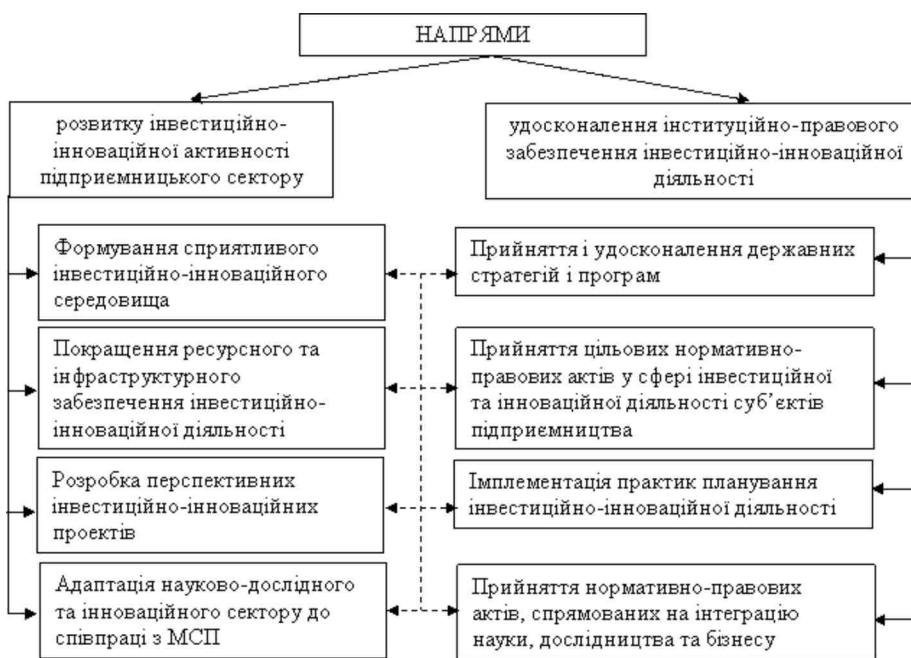 НАПРЯМИ
розвитку інвестиційно-
інноваційної активності
підприємницького сектору
удосконалення інституційно-правового
забезпечення інвестиційно-інноваційної
діяльності
Формування сприятливого
інвестиційно-інноваційного
середовища
Прийняття і удосконалення державних
стратегій і програм
Покращення ресурсного та
інфраструктурного
забезпечення інвестиційно-
інноваційної діяльності
Прийняття цільових нормативно-
правових актів у сфері інвестиційної
та інноваційної діяльності суб’єктів
підприємництва
Розробка перспективних
інвестиційно-інноваційних
проектів
Імплементація практик планування
інвестиційно-інноваційної діяльності
Адаптація науково-дослідного
та інноваційного сектору до
співпраці з МСП
Прийняття нормативно-правових
актів, спрямованих на інтеграцію
науки, дослідництва та бізнесу